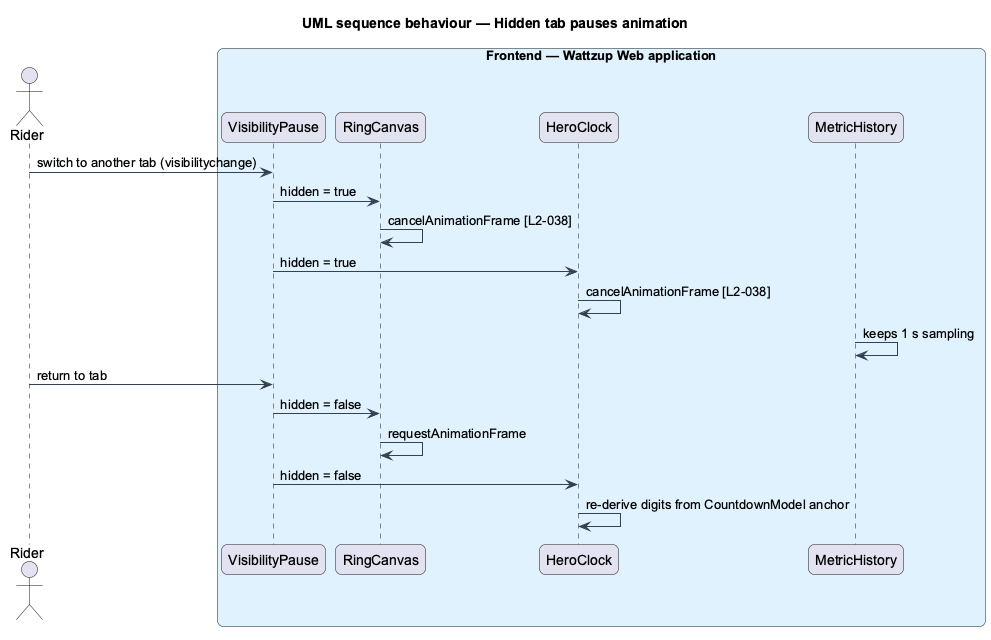 UML sequence behaviour — Hidden tab pauses animation
Frontend — Wattzup Web application
Rider
VisibilityPause
RingCanvas
HeroClock
MetricHistory
switch to another tab (visibilitychange)
hidden = true
cancelAnimationFrame [L2-038]
hidden = true
cancelAnimationFrame [L2-038]
keeps 1 s sampling
return to tab
hidden = false
requestAnimationFrame
hidden = false
re-derive digits from CountdownModel anchor
Rider
VisibilityPause
RingCanvas
HeroClock
MetricHistory